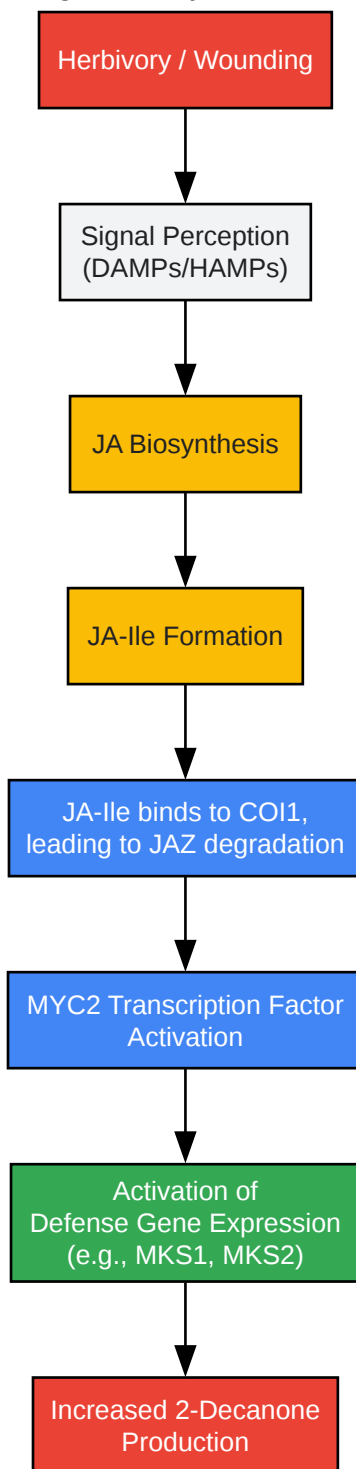 Herbivory / Wounding
Signal Perception
(DAMPs/HAMPs)
JA Biosynthesis
JA-Ile Formation
JA-Ile binds to COI1,
leading to JAZ degradation
MYC2 Transcription Factor
Activation
Activation of
Defense Gene Expression
(e.g., MKS1, MKS2)
Increased 2-Decanone
Production